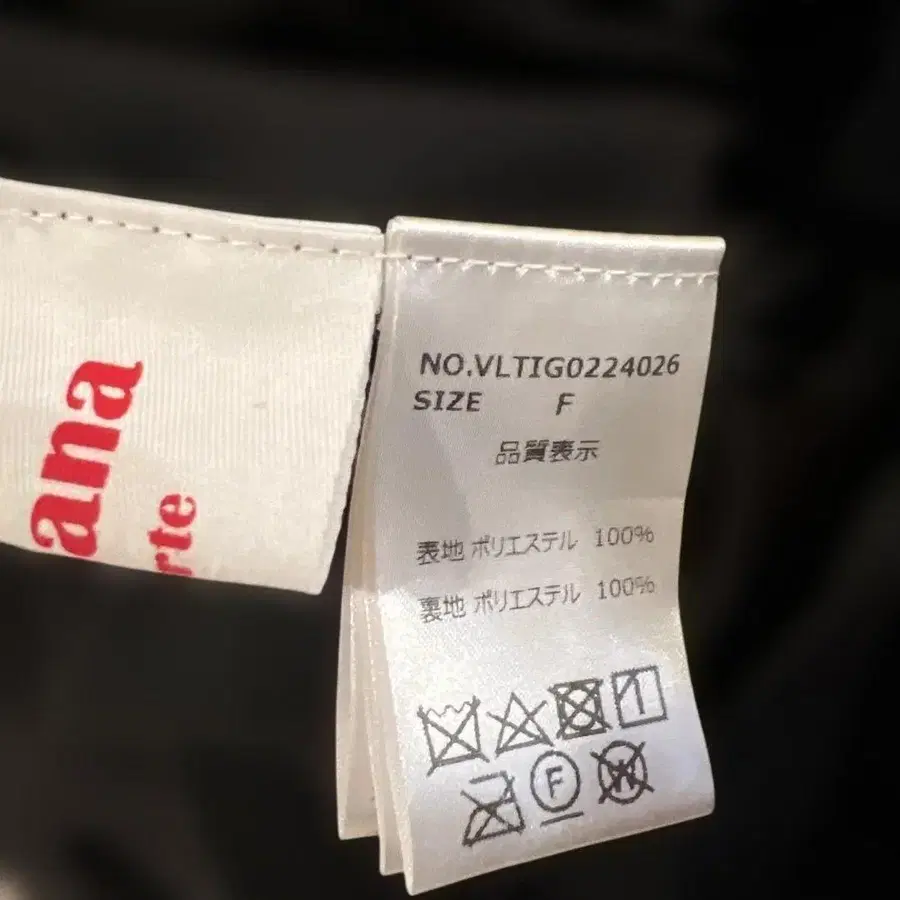 ana
rte
NO.VLTIG0224026
SIZE F
品質表示
表地 ポリエステル 100%
裏地 ポリエステル 100%
F
W